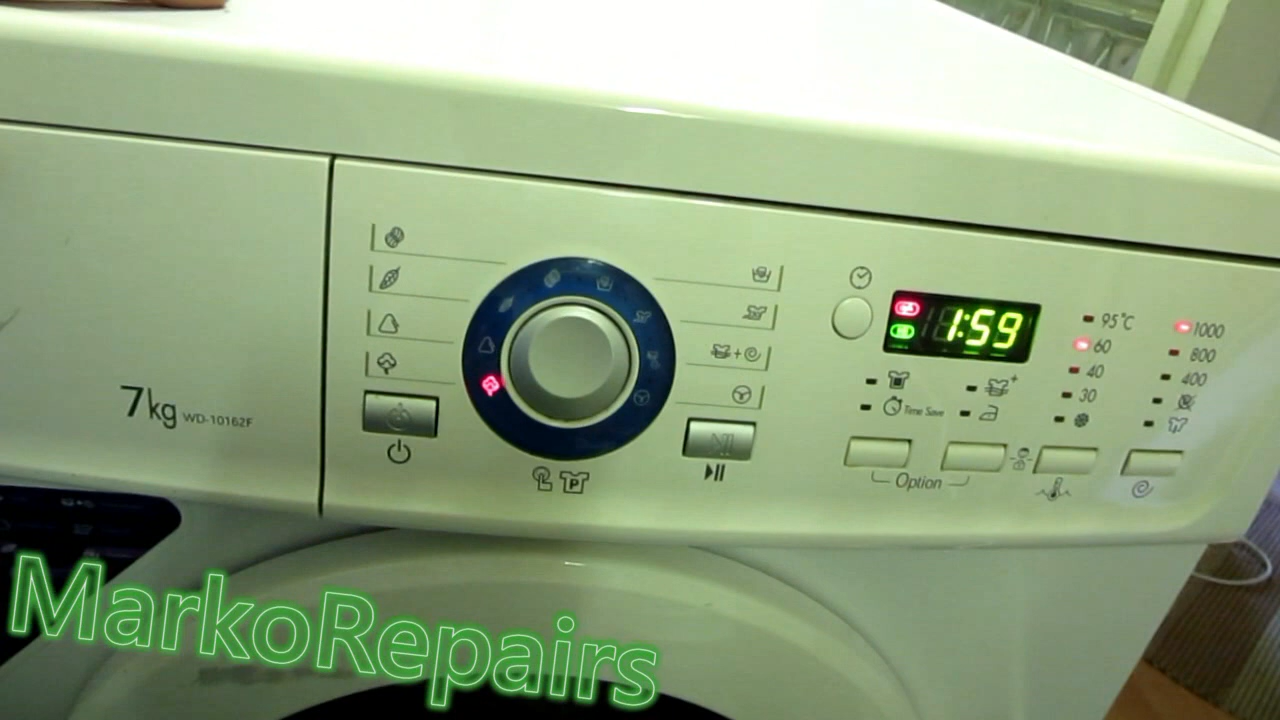 7kg WD-10162F
P
1:59
Time Save
Option
95°C
60
40
30
1000
800
400
MarkoRepairs